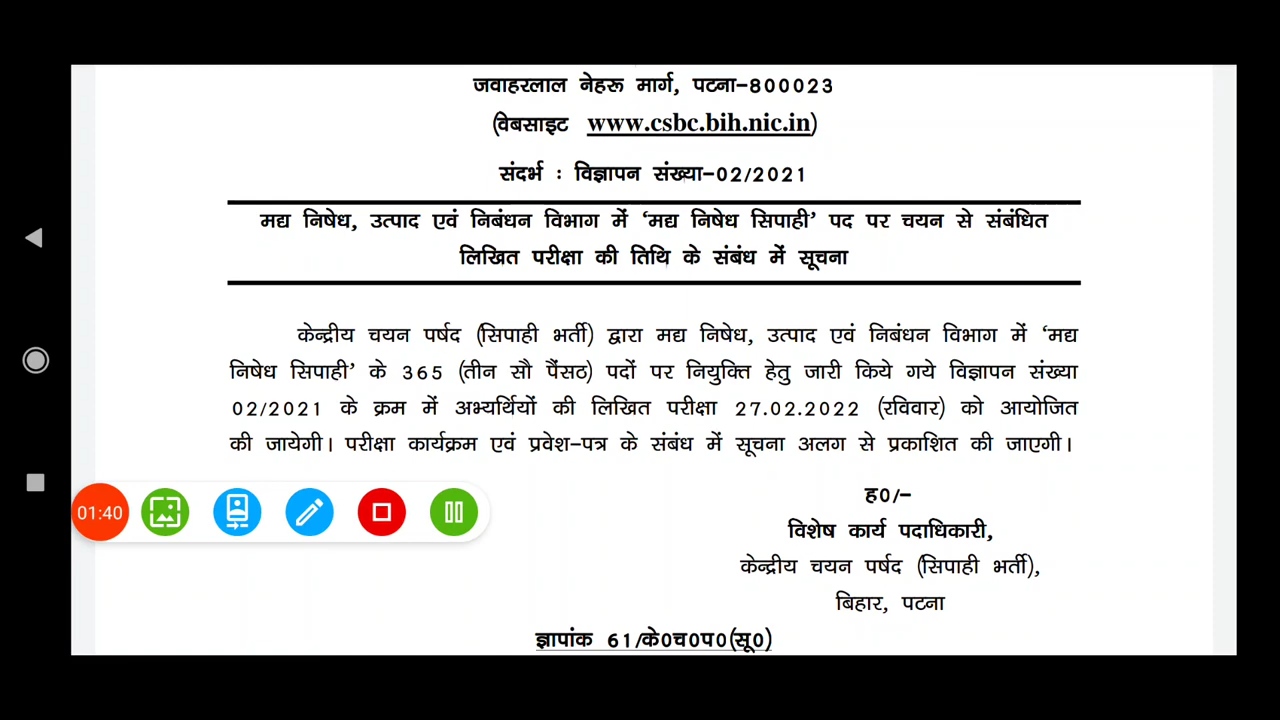 जवाहरलाल नेहरू मार्ग, पटना-800023
(वेबसाइट www.csbc.bih.nic.in)
संदर्भ : विज्ञापन संख्या-02/2021
मद्य निषेध, उत्पाद एवं निबंधन विभाग में ‘मद्य निषेध सिपाही’ पद पर चयन से संबंधित
लिखित परीक्षा की तिथि के संबंध में सूचना
केन्द्रीय चयन पर्षद (सिपाही भर्ती) द्वारा मद्य निषेध, उत्पाद एवं निबंधन विभाग में ‘मद्य
निषेध सिपाही’ के 365 (तीन सौ पैंसठ) पदों पर नियुक्ति हेतु जारी किये गये विज्ञापन संख्या
02/2021 के क्रम में अभ्यर्थियों की लिखित परीक्षा 27.02.2022 (रविवार) को आयोजित
की जायेगी। परीक्षा कार्यक्रम एवं प्रवेश-पत्र के संबंध में सूचना अलग से प्रकाशित की जाएगी।
ह0/-
01:40
विशेष कार्य पदाधिकारी,
केन्द्रीय चयन पर्षद (सिपाही भर्ती),
बिहार, पटना
ज्ञापांक 61/के0च0प0(सू0)